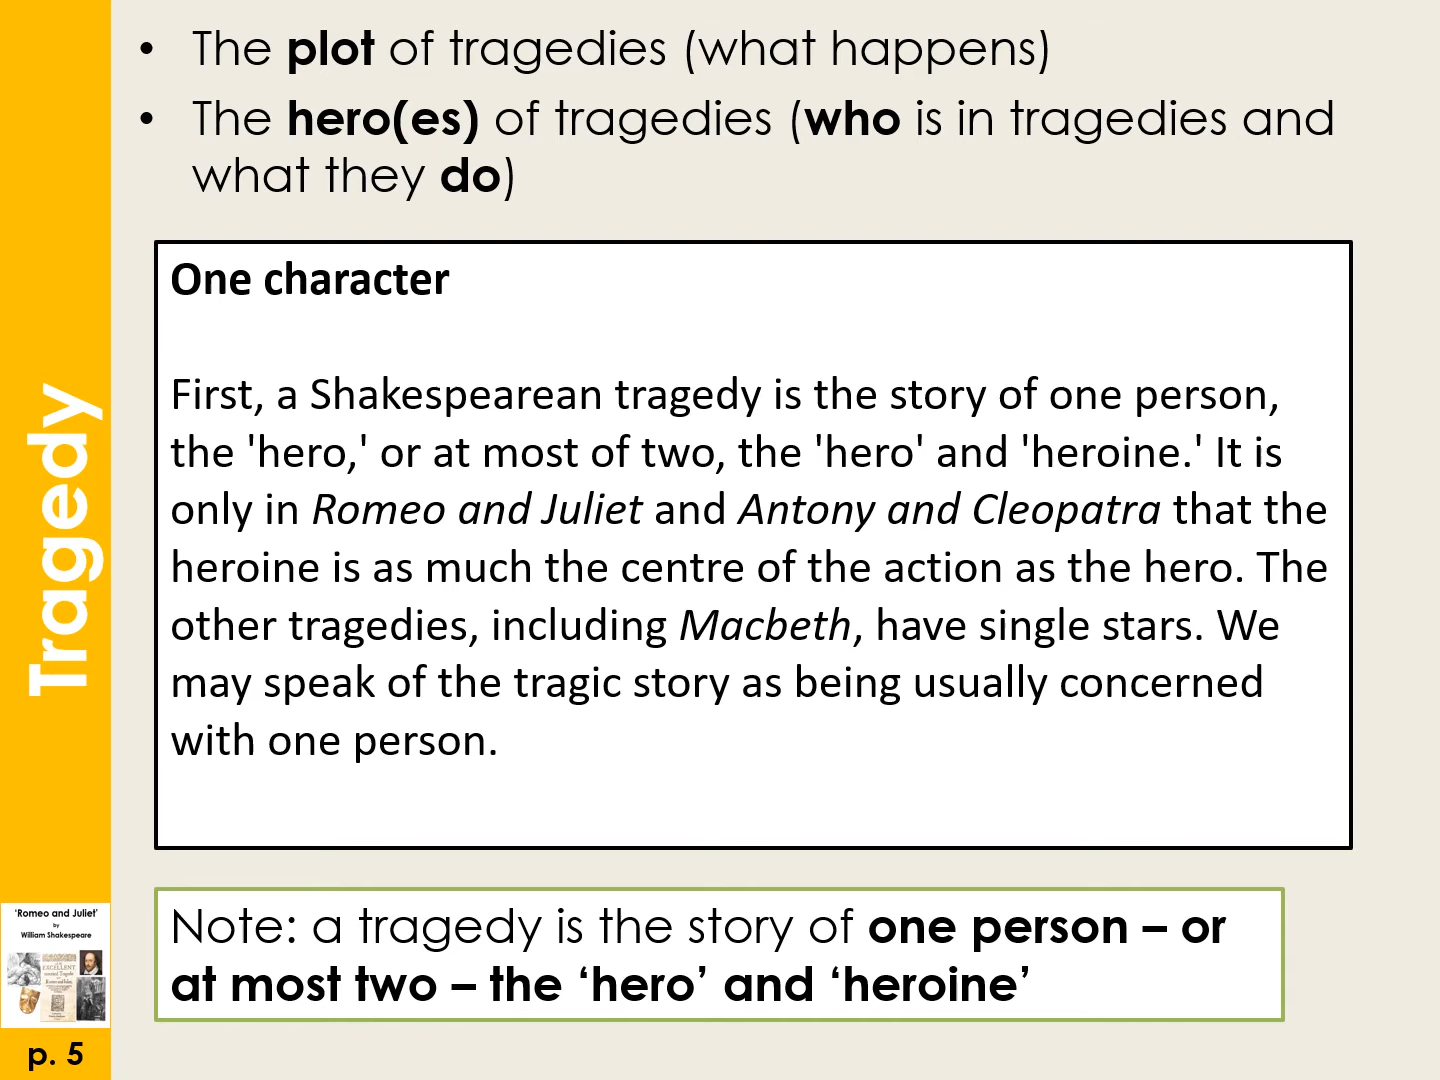 • The plot of tragedies (what happens)
• The hero(es) of tragedies (who is in tragedies and
what they do)
One character
First, a Shakespearean tragedy is the story of one person,
the 'hero,' or at most of two, the 'hero' and 'heroine.' It is
only in Romeo and Juliet and Antony and Cleopatra that the
heroine is as much the centre of the action as the hero. The
other tragedies, including Macbeth, have single stars. We
may speak of the tragic story as being usually concerned
with one person.
Note: a tragedy is the story of one person – or
at most two – the ‘hero’ and ‘heroine’
Tragedy
‘Romeo and Juliet’
by
William Shakespeare
p. 5